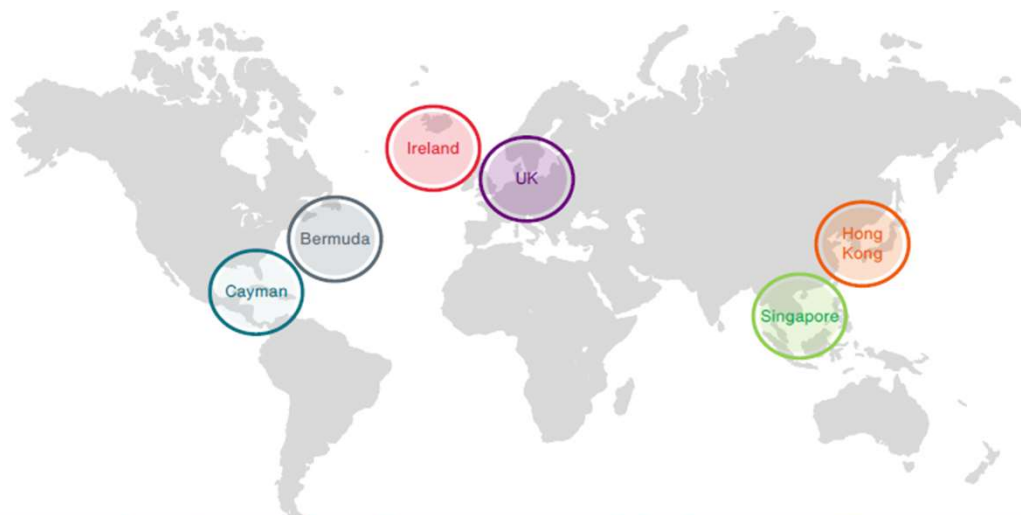 Ireland
UK
Bermuda
Hong
Kong
Cayman
Singapore